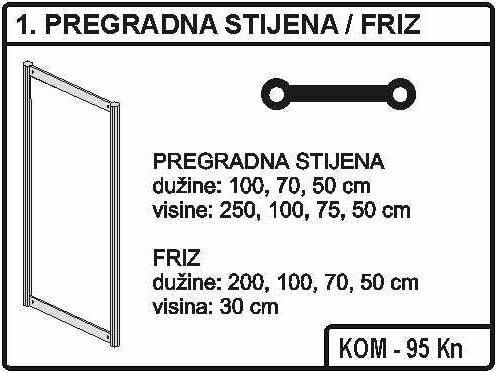 1. PREGRADNA STIJENA / FRIZ
PREGRADNA STIJENA
dužine: 100, 70, 50 cm
visine: 250, 100, 75, 50 cm
FRIZ
dužine: 200, 100, 70, 50 cm
visina: 30 cm
KOM - 95 Kn